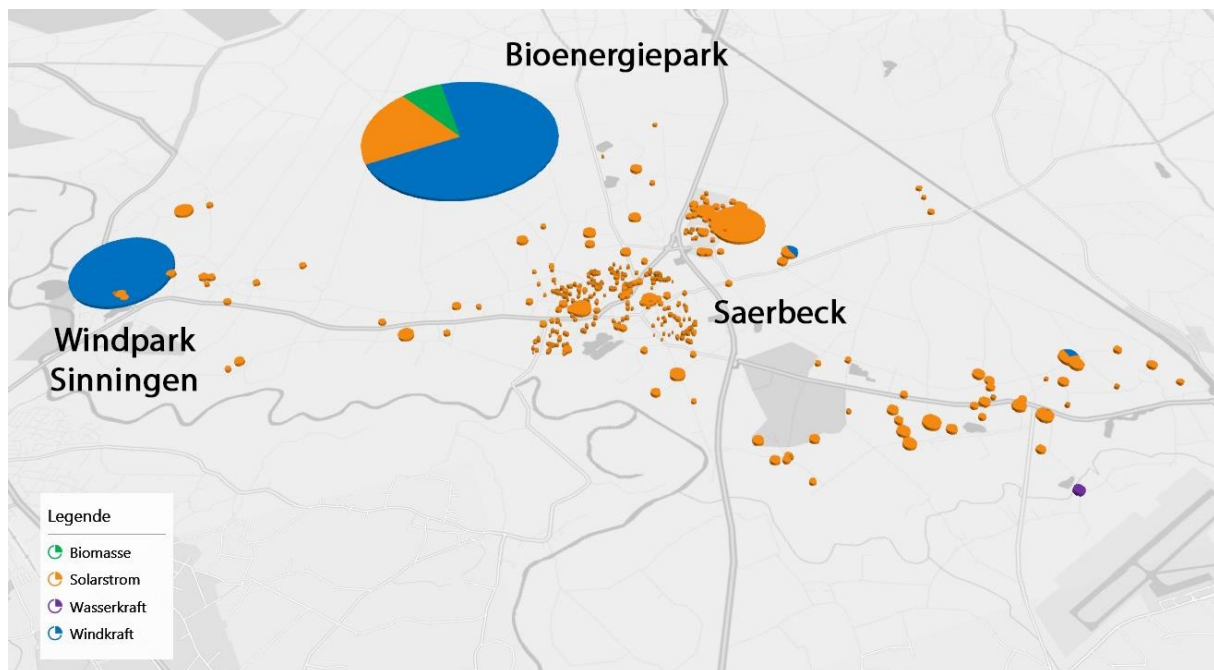 Bioenergiepark
Windpark
Sinningen
Saerbeck
Legende
Biomasse
Solarstrom
Wasserkraft
Windkraft